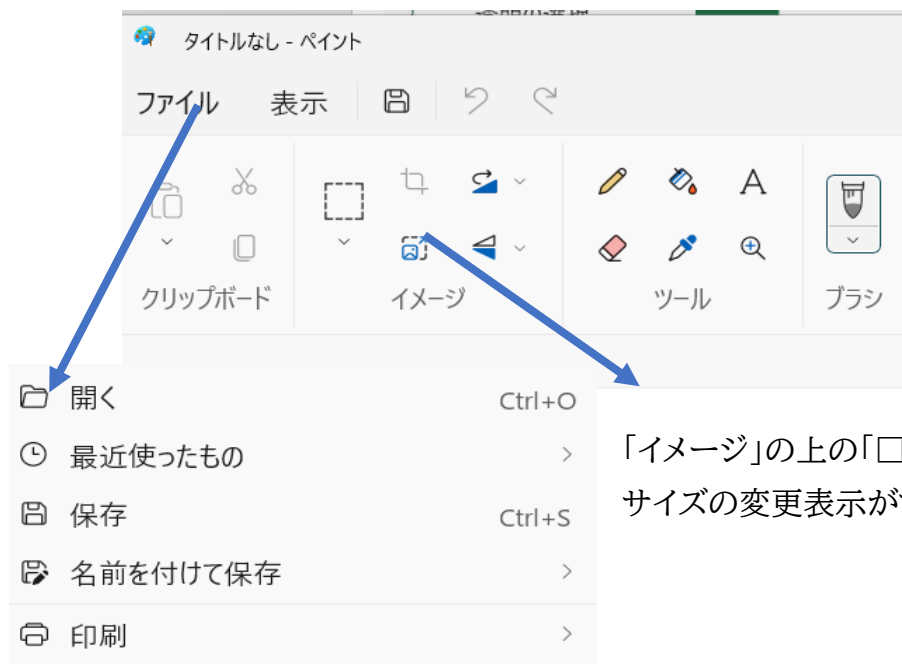 タイトルなし - ペイント
ファイル 表示
クリップボード イメージ ツール ブラシ
開く Ctrl+O
最近使ったもの
保存 Ctrl+S
名前を付けて保存
印刷
「イメージ」の上の「□
サイズの変更表示が